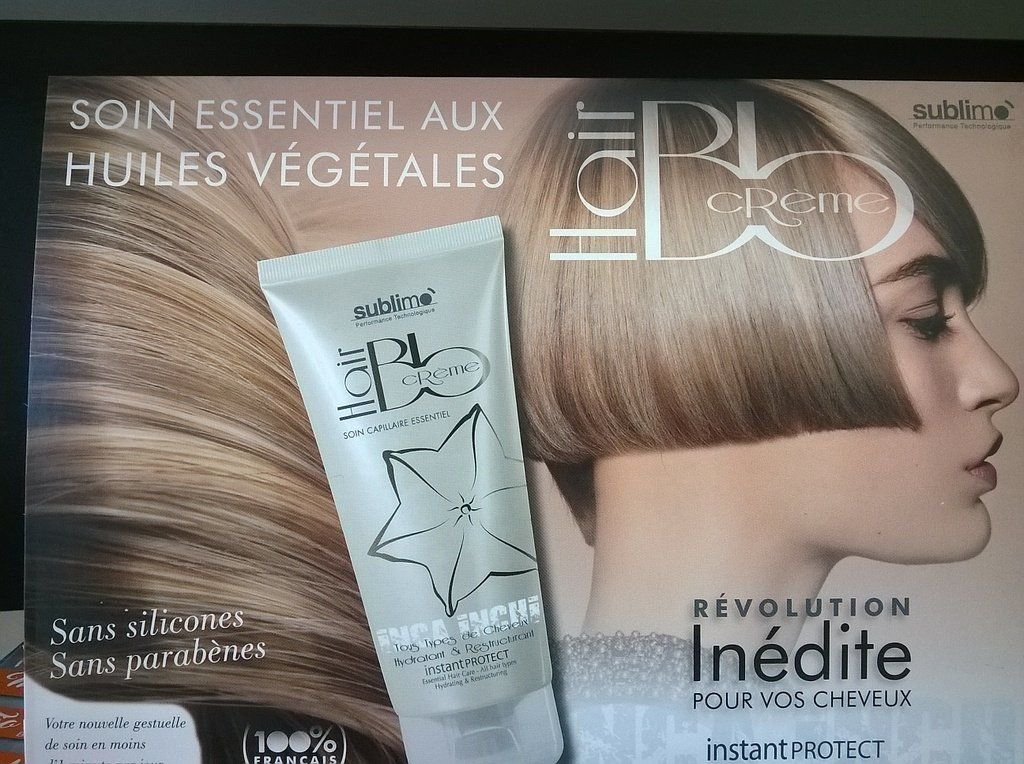 SOIN ESSENTIEL AUX
HUILES VÉGÉTALES
Hair
BIO
cRème
sublimo
Performance Technologique
sublimo
Performance Technologique
Hair
BIO
cRème
SOIN CAPILLAIRE ESSENTIEL
inca inchi
Tous Types de Cheveux
Hydratant & Restructurant
instantPROTECT
Essential Hair Care - All hair types
Hydrating & Restructuring
Sans silicones
Sans parabènes
Votre nouvelle gestuelle
de soin en moins
100%
FRANÇAIS
RÉVOLUTION
Inédite
POUR VOS CHEVEUX
instantPROTECT